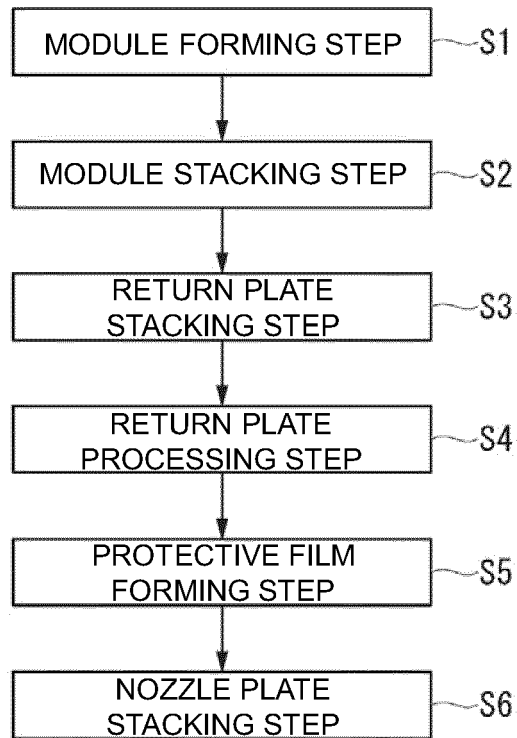 MODULE FORMING STEP S1
MODULE STACKING STEP S2
RETURN PLATE
STACKING STEP S3
RETURN PLATE
PROCESSING STEP S4
PROTECTIVE FILM
FORMING STEP S5
NOZZLE PLATE
STACKING STEP S6